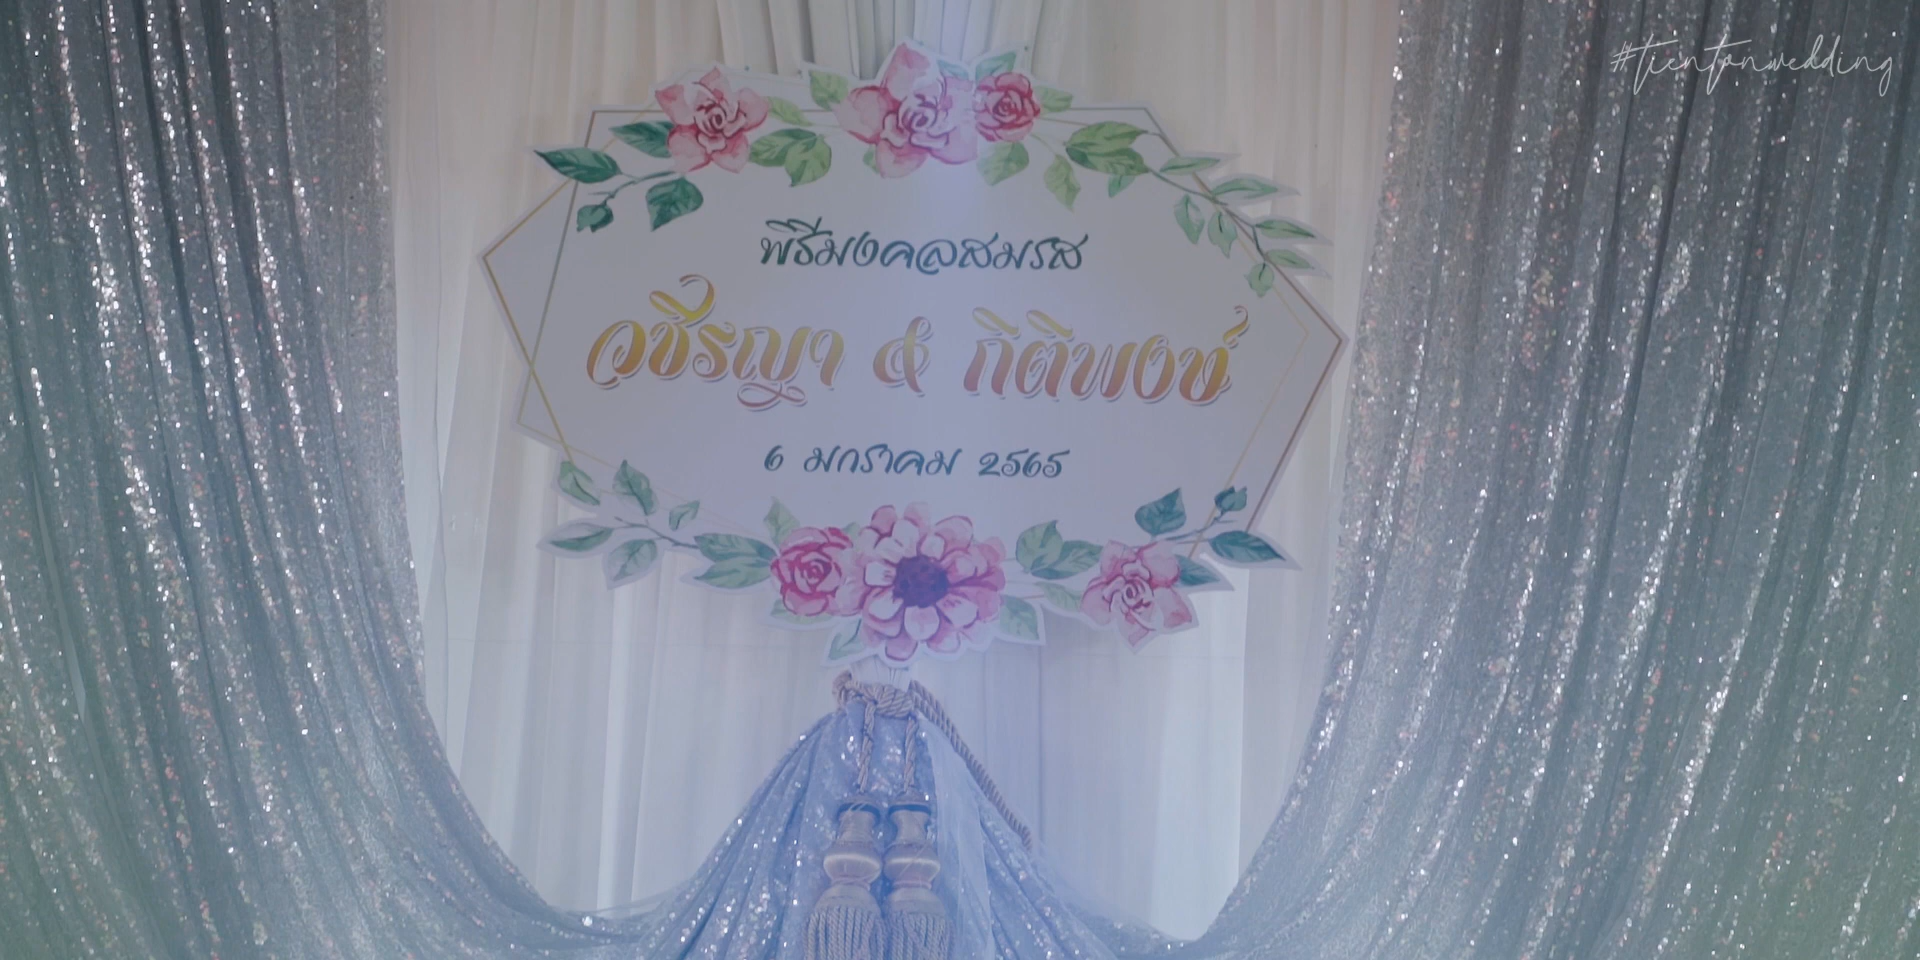 #tientonwedding
พิธีมงคลสมรส
วชิรญา & กิติพงษ์
6 มกราคม 2565